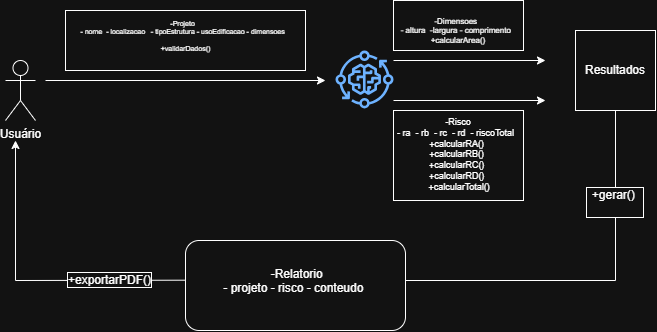 -Projeto
- nome - localizacao - tipoEstrutura - usoEdificacao - dimensoes
+validarDados()
-Dimensoes
- altura -largura - comprimento
+calcularArea()
Resultados
Usuário
-Risco
- ra - rb - rc - rd - riscoTotal
+calcularRA()
+calcularRB()
+calcularRC()
+calcularRD()
+calcularTotal()
+gerar()
-Relatorio
- projeto - risco - conteudo
+exportarPDF()